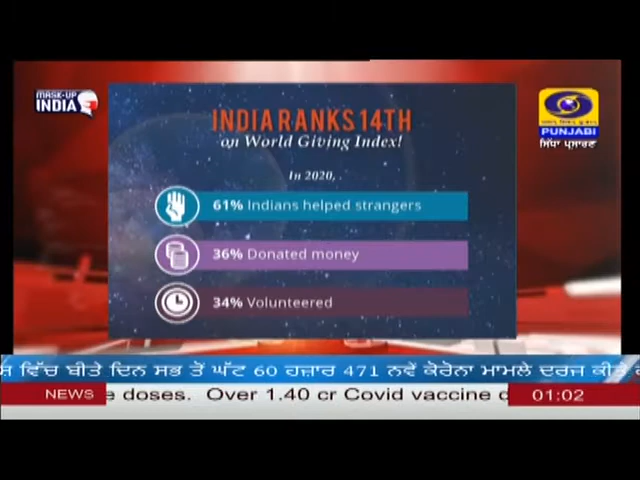 MASK-UP
INDIA
INDIA RANKS 14TH
on World Giving Index!
In 2020,
61% Indians helped strangers
36% Donated money
34% Volunteered
PUNJABI
ਸਿੱਧਾ ਪ੍ਰਸਾਰਣ
ਵਿੱਚ ਬੀਤੇ ਦਿਨ ਸਭ ਤੋਂ ਘੱਟ 60 ਹਜ਼ਾਰ 471 ਨਵੇਂ ਕੋਰੋਨਾ ਮਾਮਲੇ ਦਰਜ ਕੀਤੇ
NEWS
e doses. Over 1.40 cr Covid vaccine d
01:02